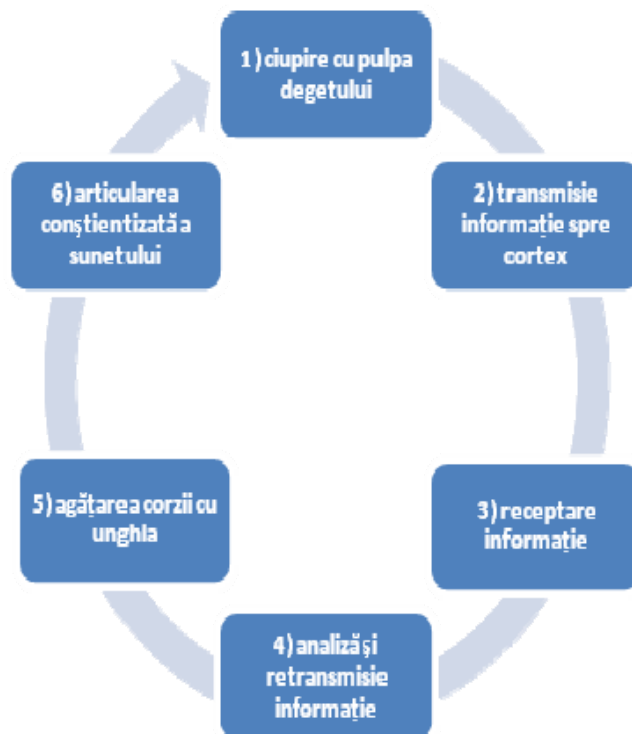 1) ciupire cu pulpa
degetului
2) transmisie
informație spre
cortex
3) receptare
informație
4) analiză și
retransmisie
informație
5) agățarea corzii cu
unghia
6) articularea
conştientizată a
sunetului